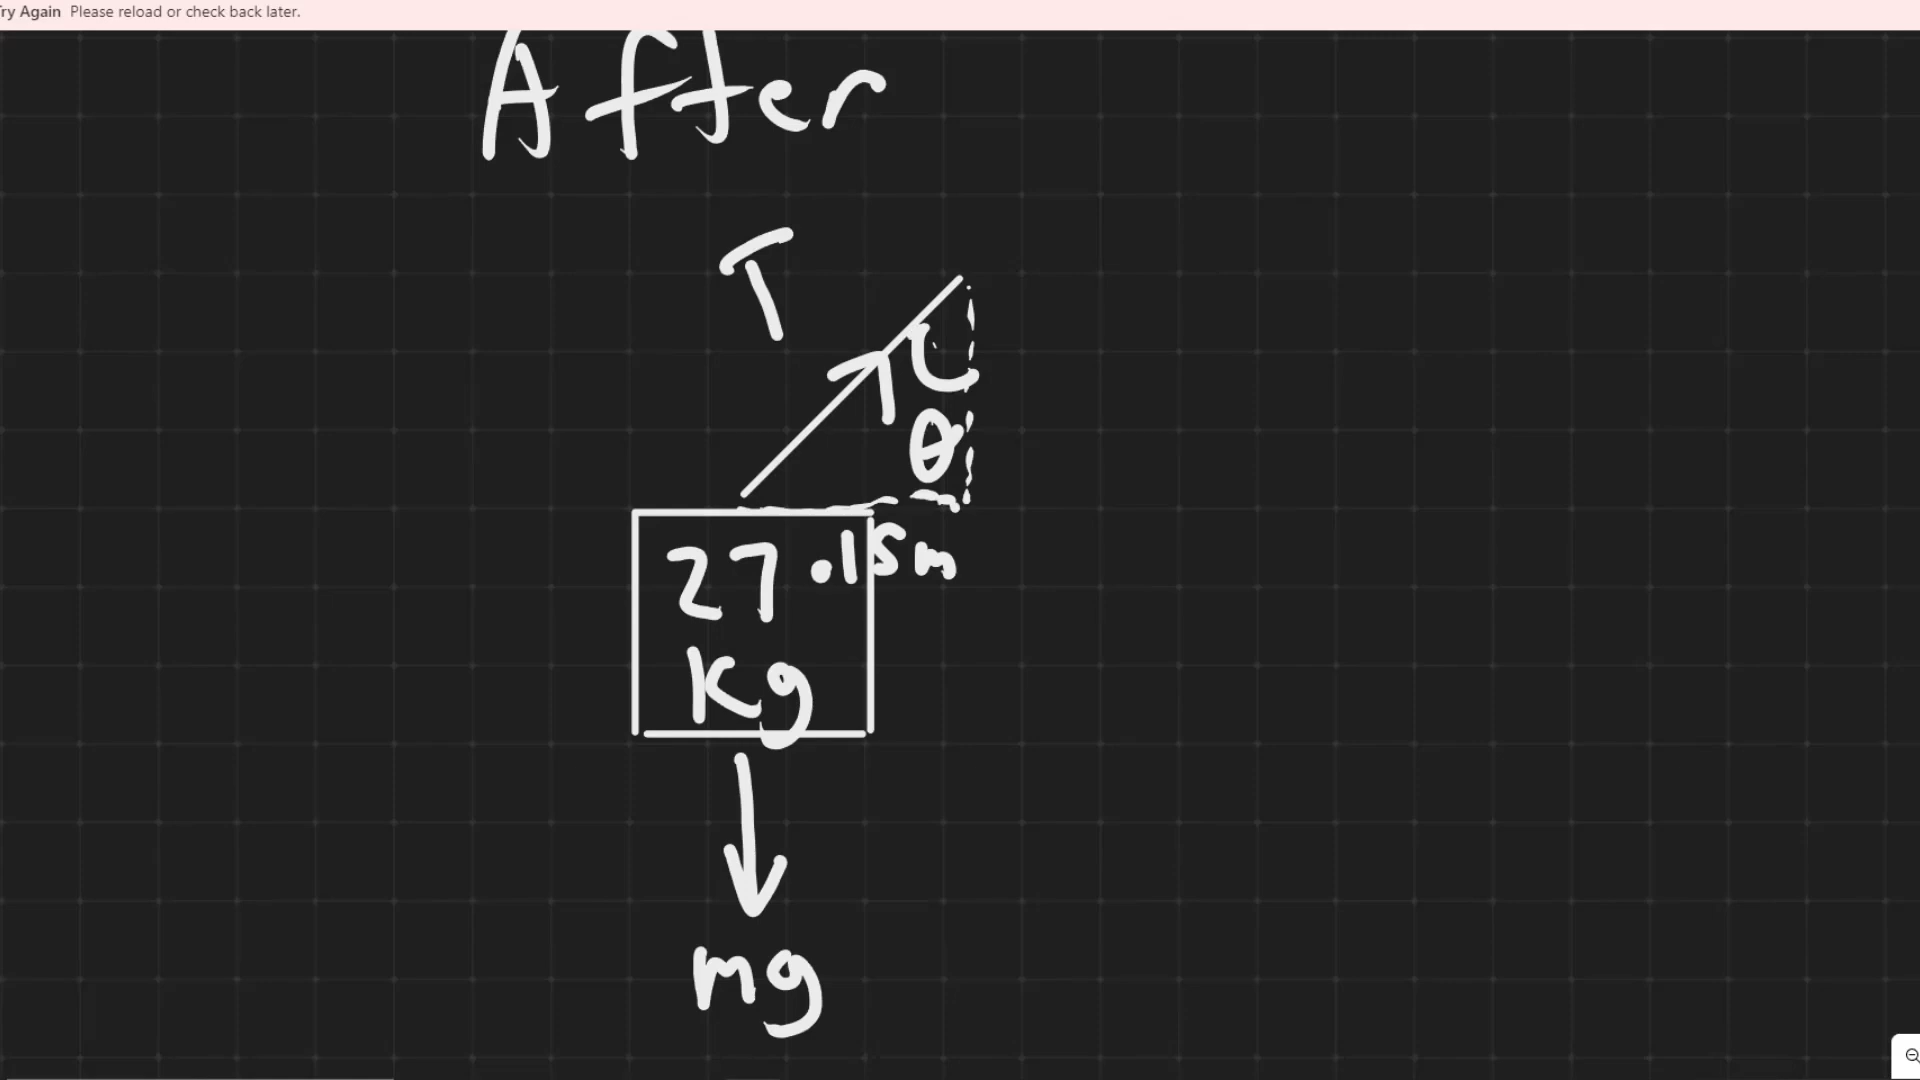 ry Again Please reload or check back later.
After
T
θ
.15m
27
kg
mg